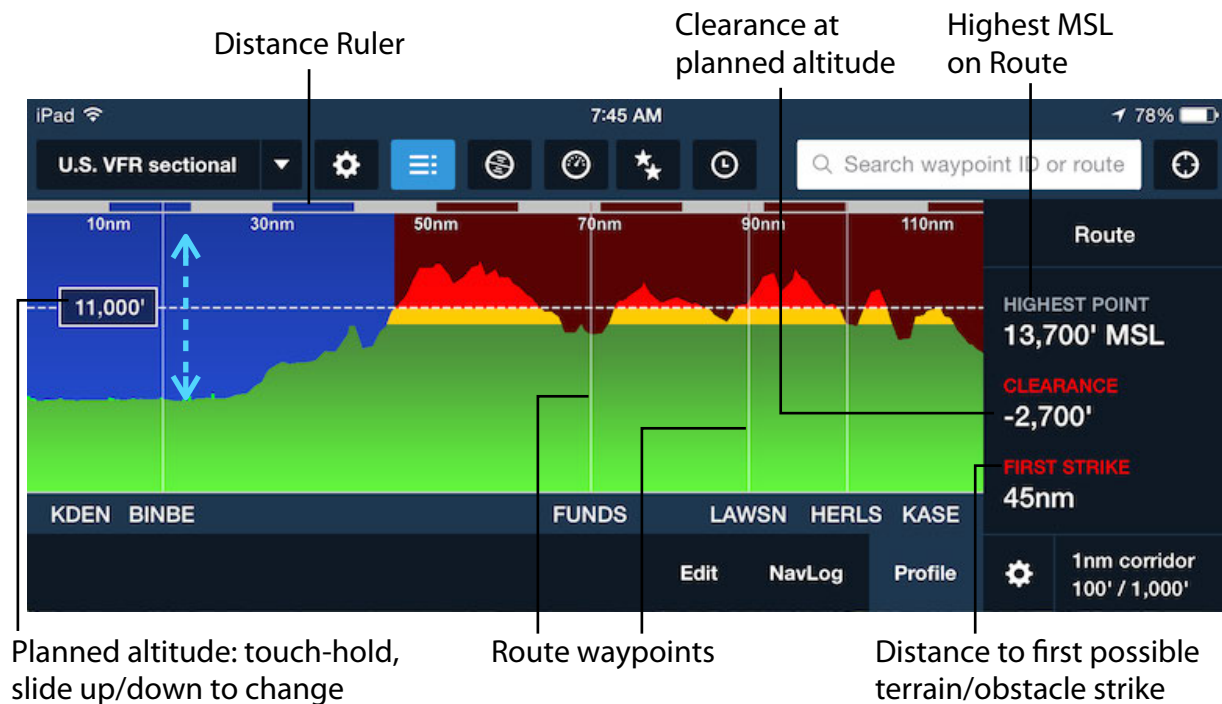 Distance Ruler
Clearance at
planned altitude
Highest MSL
on Route
iPad
7:45 AM
78%
U.S. VFR sectional
Search waypoint ID or route
10nm
30nm
50nm
70nm
90nm
110nm
Route
11,000'
HIGHEST POINT
13,700' MSL
CLEARANCE
-2,700'
FIRST STRIKE
45nm
KDEN BINBE FUNDS LAWSN HERLS KASE
Edit NavLog Profile
1nm corridor
100' / 1,000'
Planned altitude: touch-hold,
slide up/down to change
Route waypoints
Distance to first possible
terrain/obstacle strike